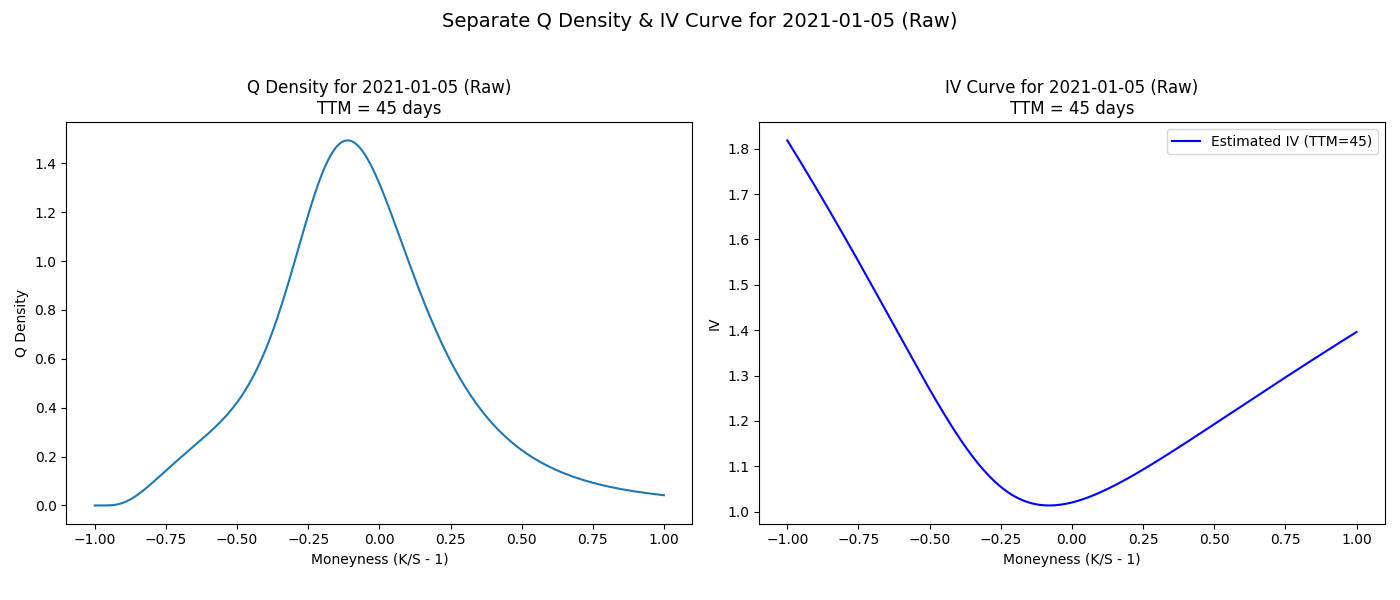 Separate Q Density & IV Curve for 2021-01-05 (Raw)
Q Density for 2021-01-05 (Raw)
TTM = 45 days
Q Density
1.4
1.2
1.0
0.8
0.6
0.4
0.2
0.0
−1.00 −0.75 −0.50 −0.25 0.00 0.25 0.50 0.75 1.00
Moneyness (K/S - 1)
IV Curve for 2021-01-05 (Raw)
TTM = 45 days
Estimated IV (TTM=45)
IV
1.8
1.7
1.6
1.5
1.4
1.3
1.2
1.1
1.0
−1.00 −0.75 −0.50 −0.25 0.00 0.25 0.50 0.75 1.00
Moneyness (K/S - 1)